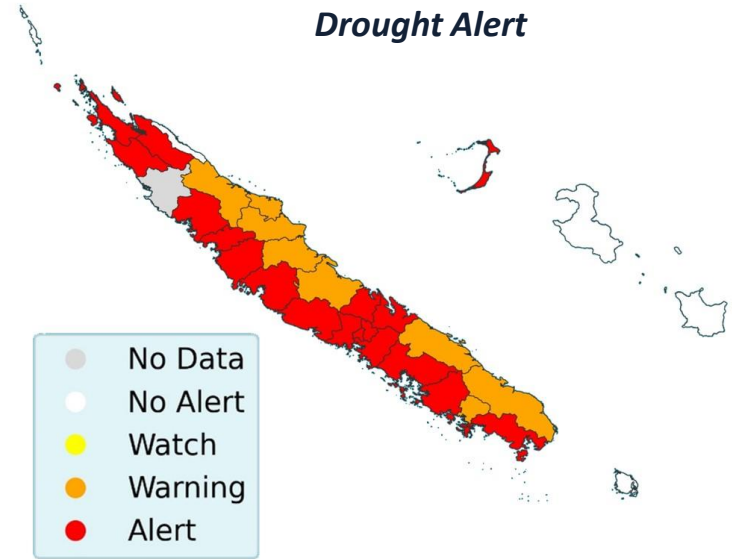 Drought Alert
No Data
No Alert
Watch
Warning
Alert